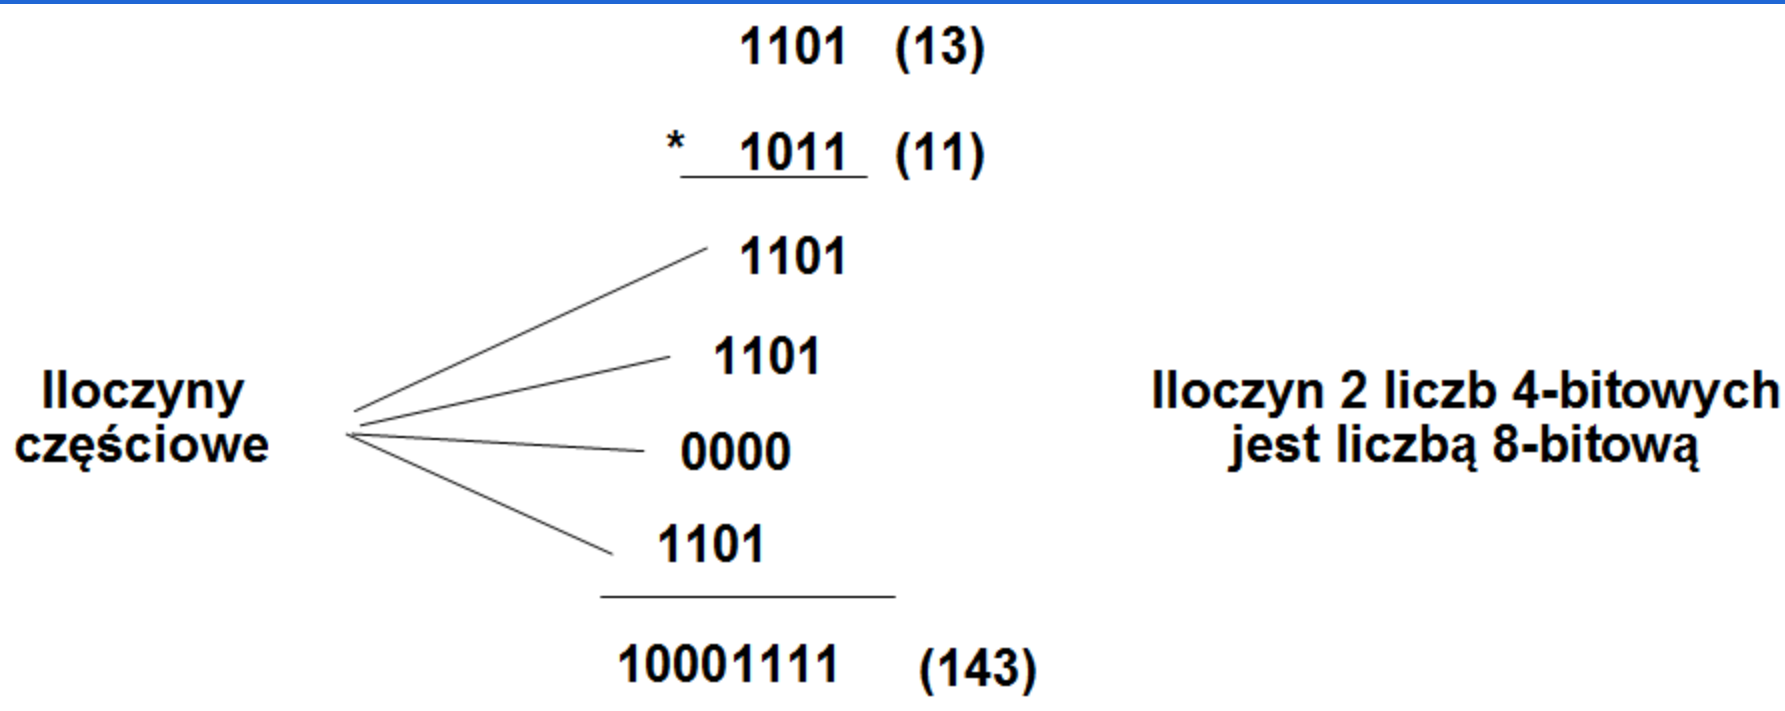 1101 (13)
* 1011 (11)
1101
1101
0000
1101
10001111 (143)
Iloczyny
częściowe
Iloczyn 2 liczb 4-bitowych
jest liczbą 8-bitową